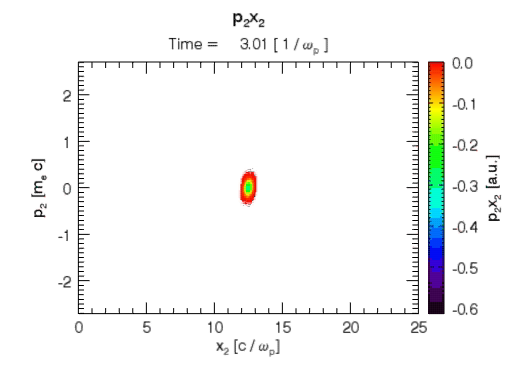 p₂x₂
Time = 3.01 [ 1 / ωₚ ]
p₂ [mₑ c]
2
1
0
-1
-2
0 5 10 15 20 25
x₂ [c / ωₚ]
0.0
-0.1
-0.2
-0.3
-0.4
-0.5
-0.6
p₂x₂ [a.u.]